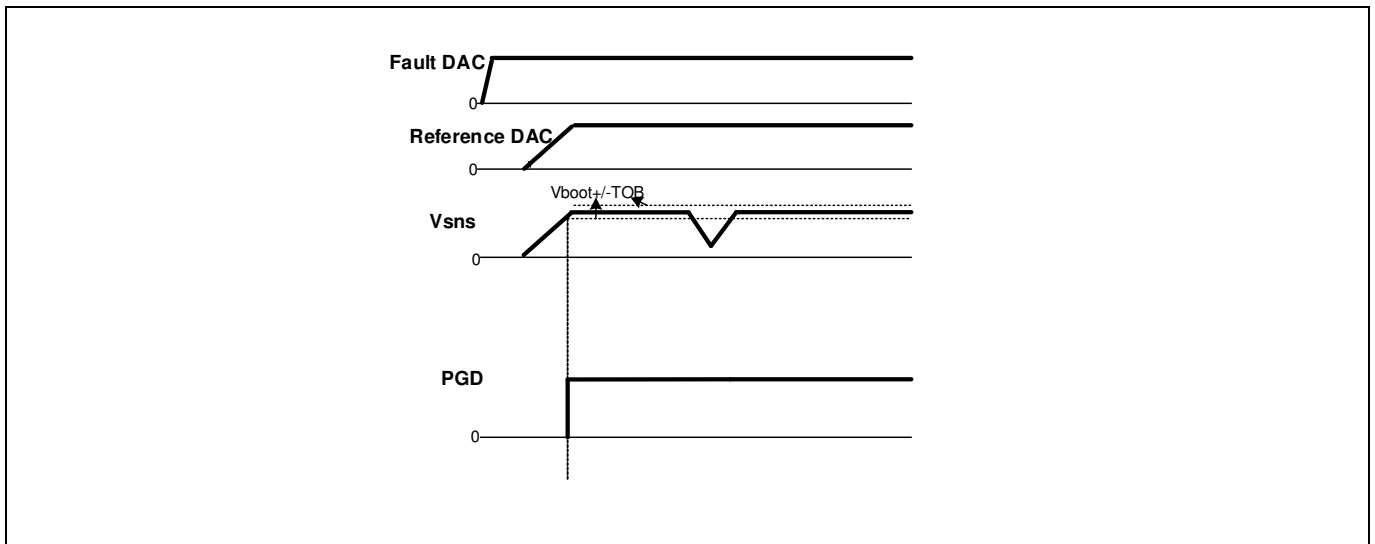 Fault DAC
0
Reference DAC
0
Vboot+/-TOB
Vsns
0
PGD
0